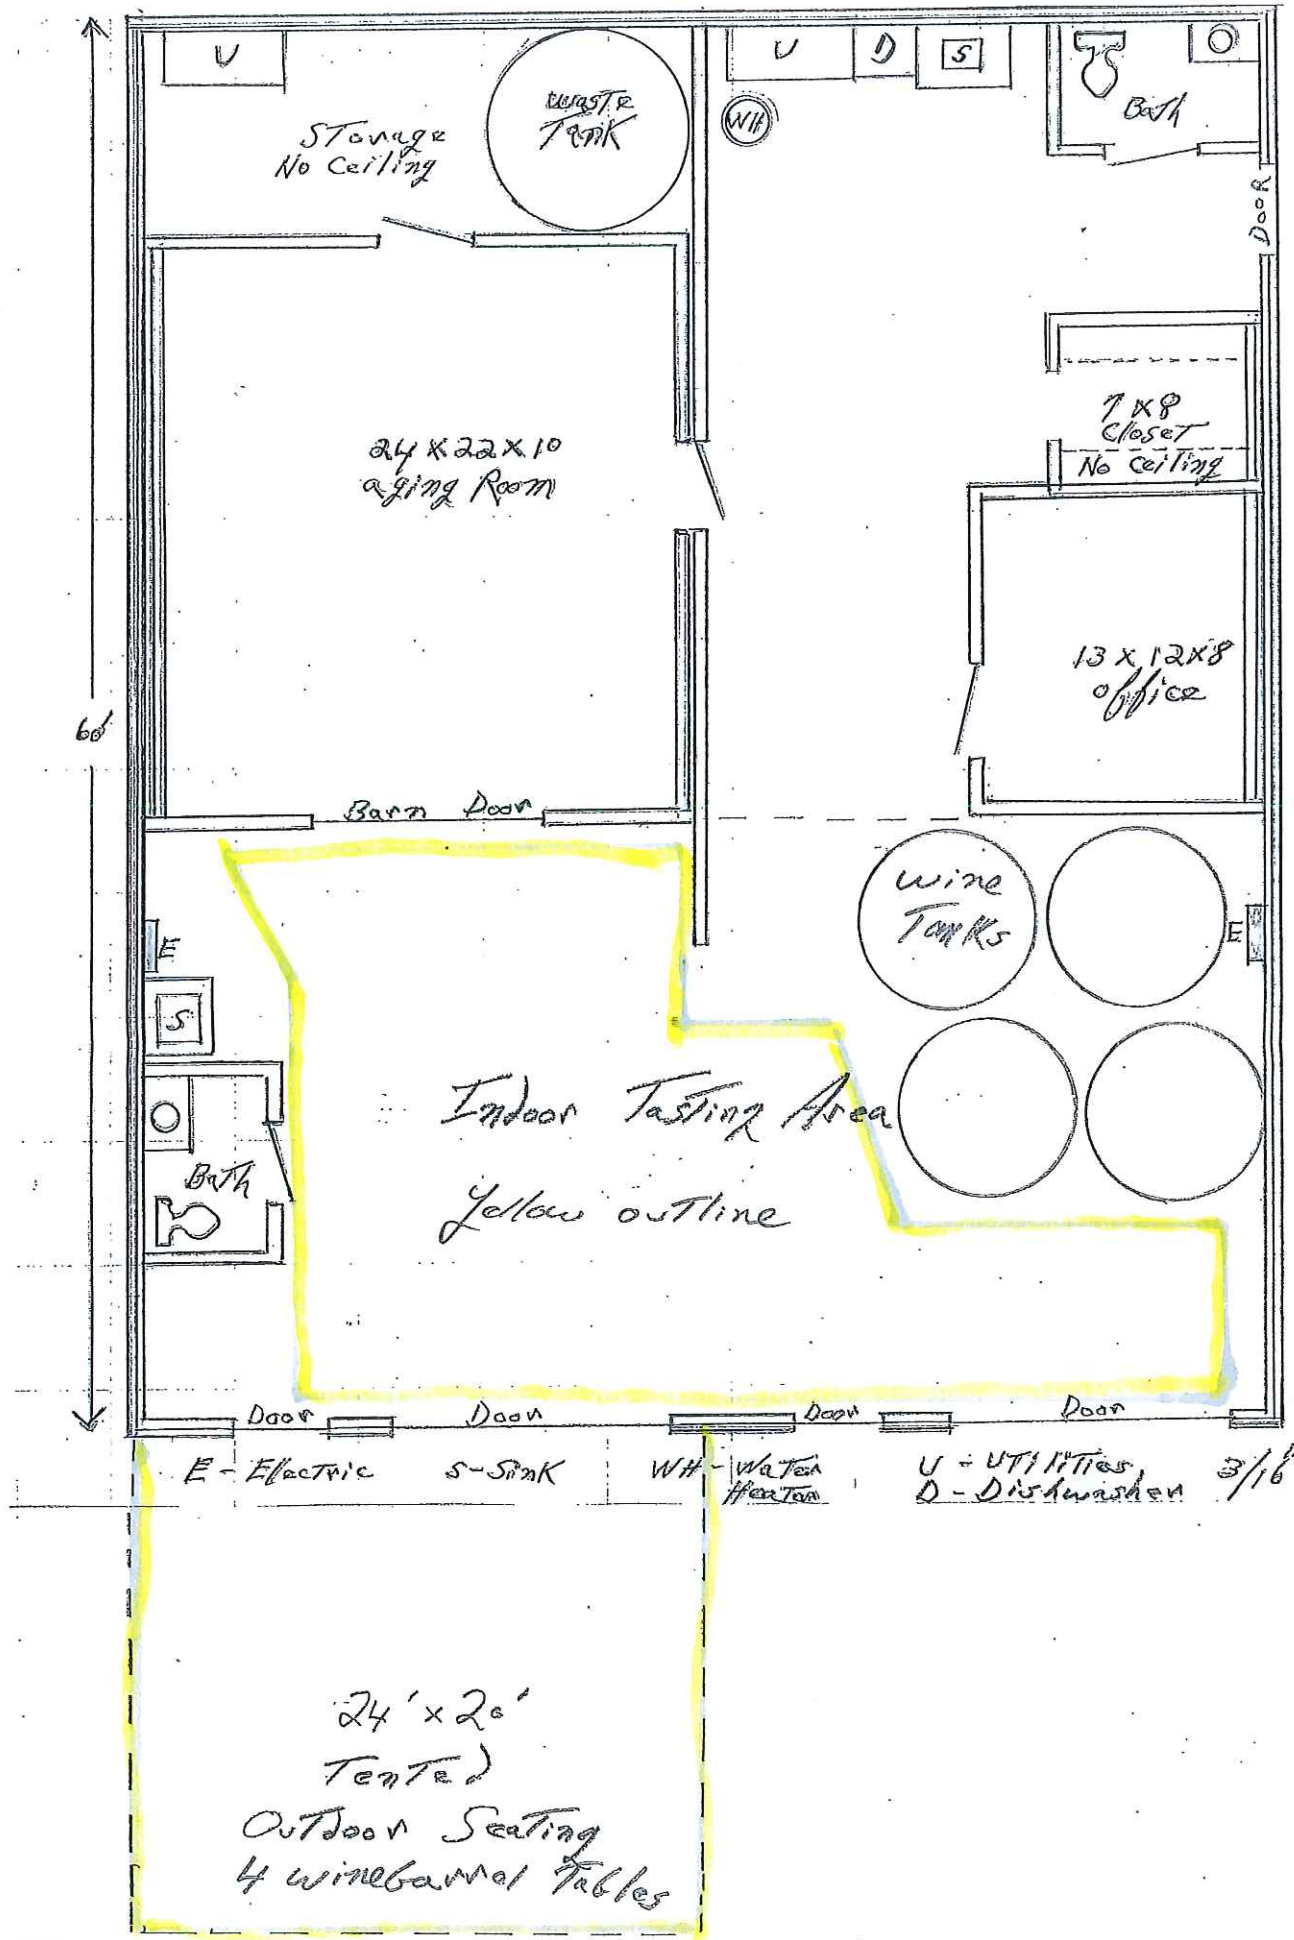 U
Storage
No Ceiling
Waste
Tank
U
D
S
WH
Bath
Door
24 x 22 x 10
aging Room
7 x 8
Closet
No Ceiling
13 x 12 x 8
office
60'
Barn Door
wine
Tanks
E
E
S
Bath
Indoor Tasting Area
Yellow outline
Door
Door
Door
Door
E - Electric
S - Sink
WH - Water
Heater
U - Utilities,
D - Dishwasher
3/16"
24' x 20'
Tented
Outdoor Seating
4 winebarrel Tables